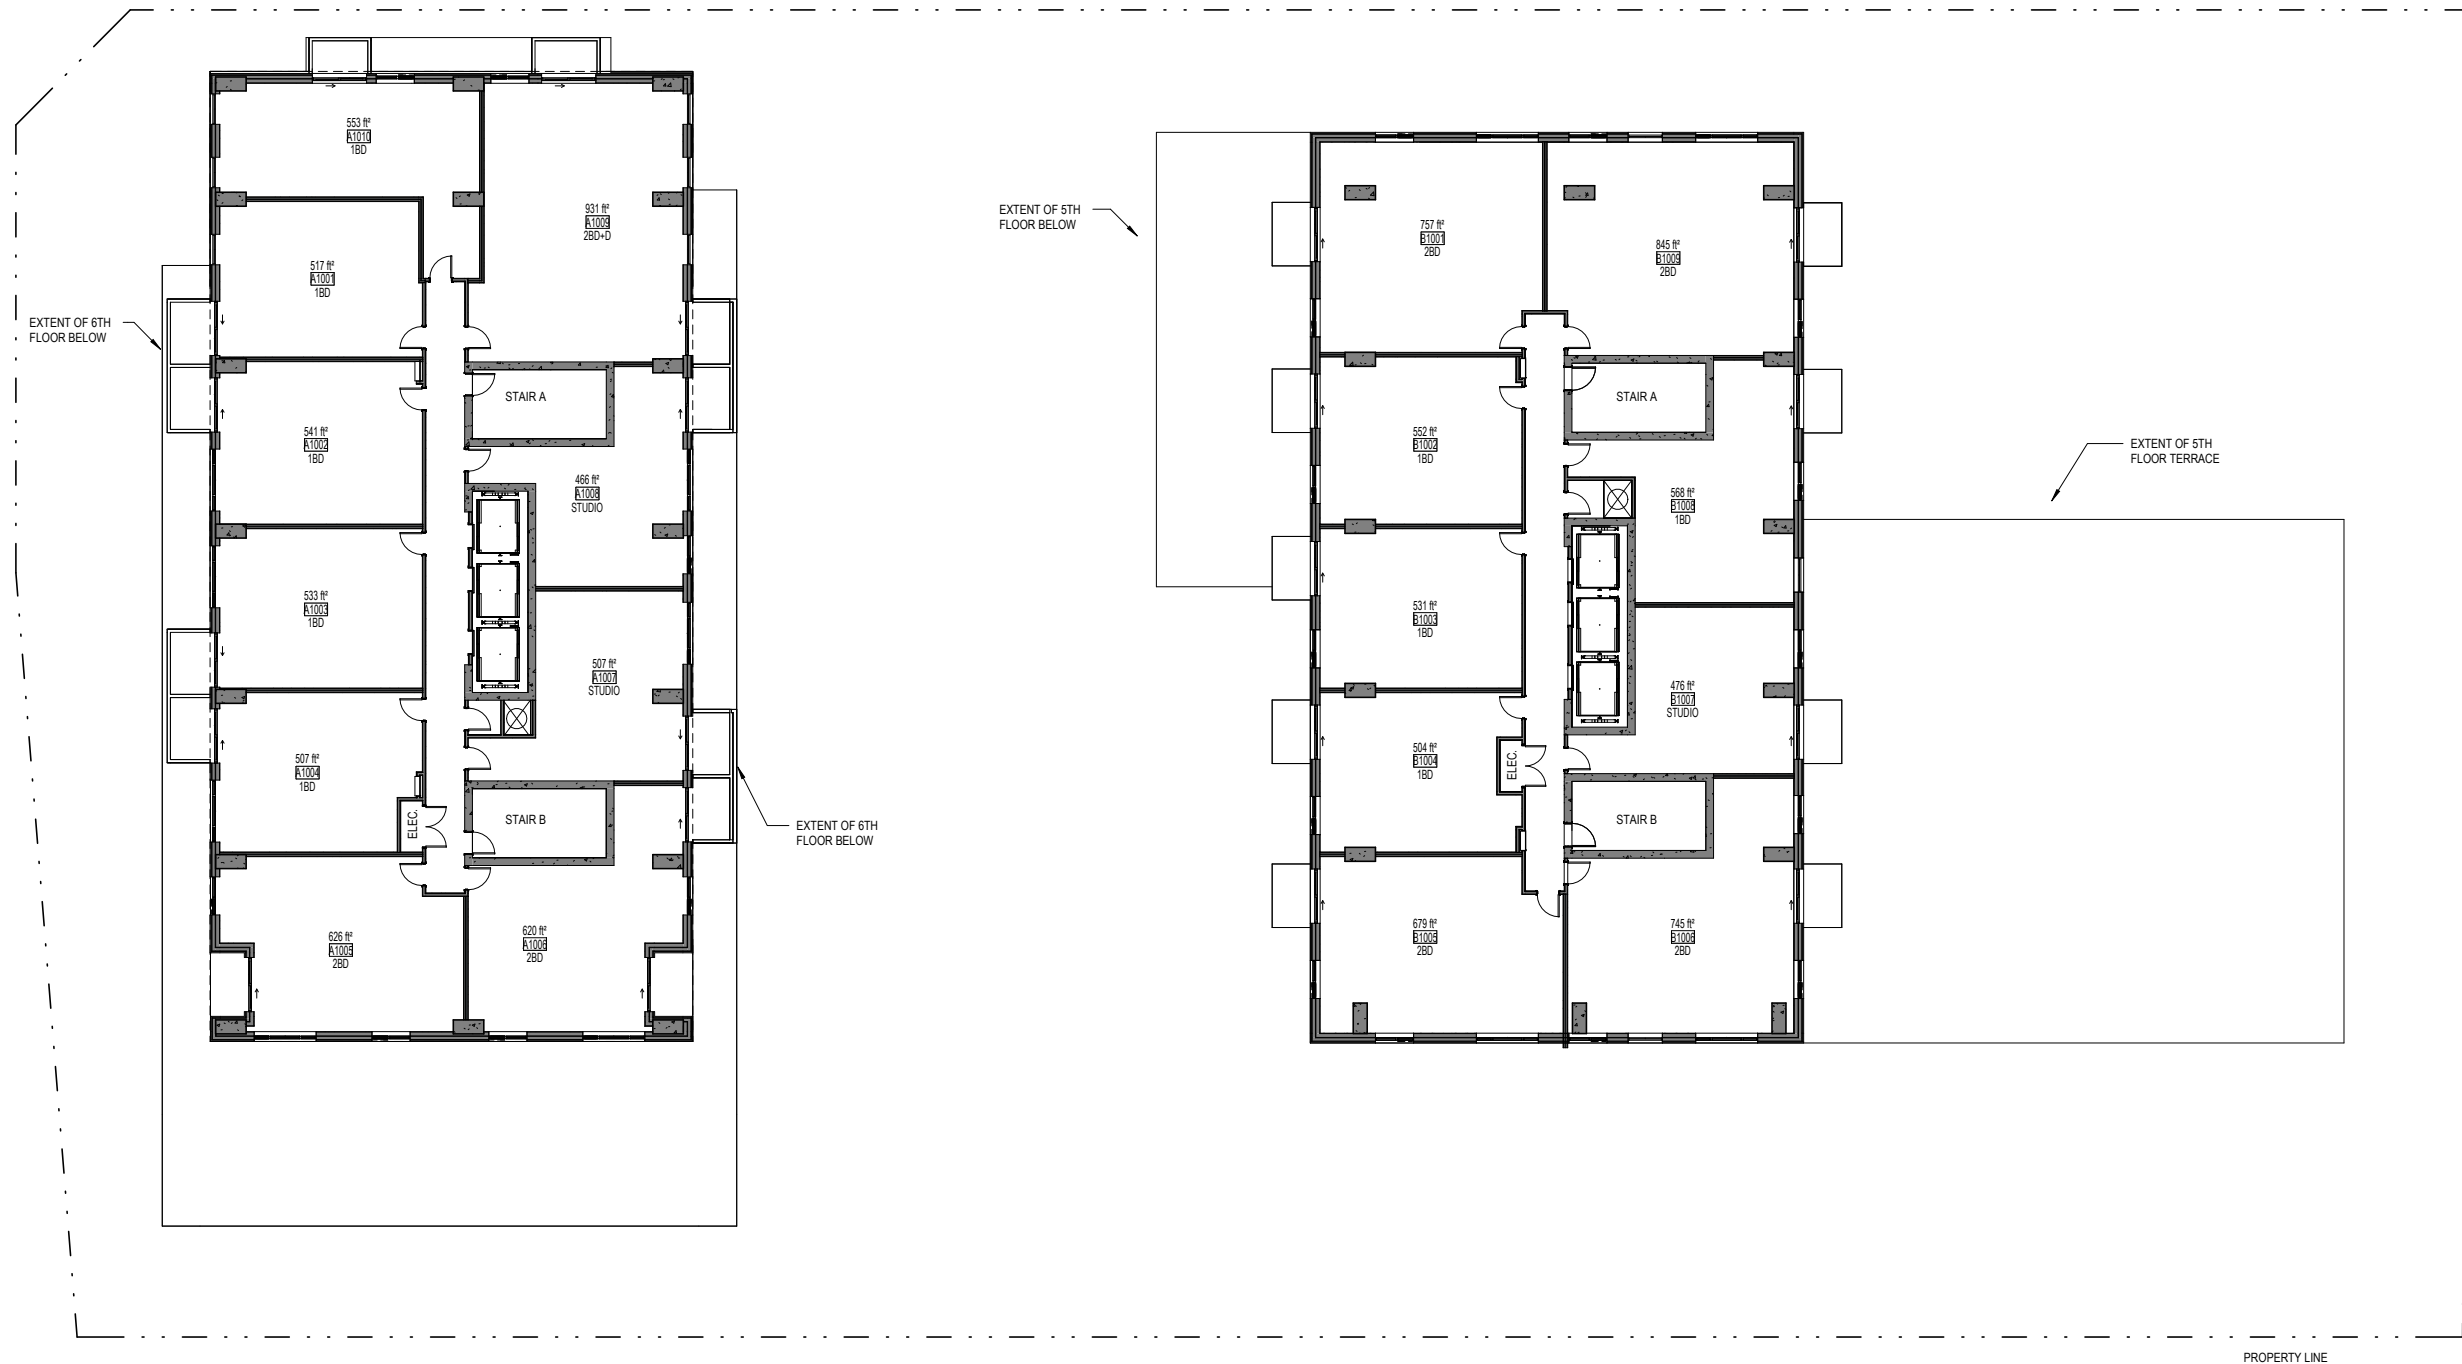 553 ft²
A1010
1BD
931 ft²
A1009
2BD+D
517 ft²
A1001
1BD
EXTENT OF 6TH
FLOOR BELOW
STAIR A
541 ft²
A1002
1BD
466 ft²
A1008
STUDIO
533 ft²
A1003
1BD
507 ft²
A1007
STUDIO
507 ft²
A1004
1BD
ELEC.
STAIR B
EXTENT OF 6TH
FLOOR BELOW
626 ft²
A1005
2BD
620 ft²
A1006
2BD
EXTENT OF 5TH
FLOOR BELOW
757 ft²
B1001
2BD
845 ft²
B1009
2BD
STAIR A
552 ft²
B1002
1BD
EXTENT OF 5TH
FLOOR TERRACE
568 ft²
B1008
1BD
531 ft²
B1003
1BD
476 ft²
B1007
STUDIO
504 ft²
B1004
1BD
ELEC.
STAIR B
679 ft²
B1005
2BD
745 ft²
B1006
2BD
PROPERTY LINE